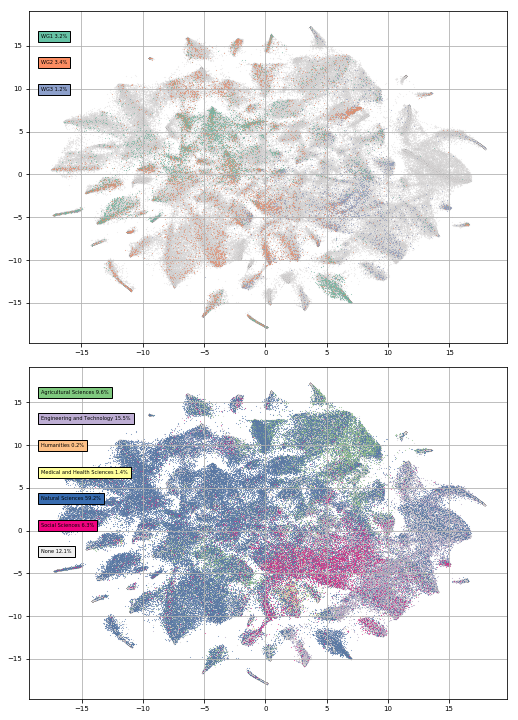 WG1 3.2%
WG2 3.4%
WG3 1.2%
15
10
5
0
−5
−10
−15
−15 −10 −5 0 5 10 15
Agricultural Sciences 9.6%
Engineering and Technology 15.5%
Humanities 0.2%
Medical and Health Sciences 1.4%
Natural Sciences 59.2%
Social Sciences 6.3%
None 12.1%
15
10
5
0
−5
−10
−15
−15 −10 −5 0 5 10 15